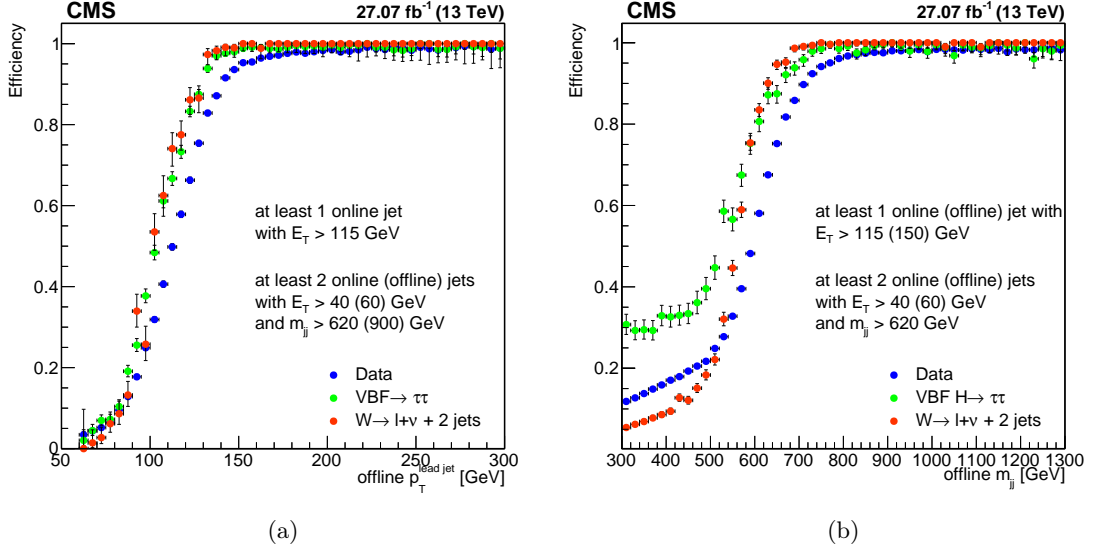 CMS
27.07 fb⁻¹ (13 TeV)
Efficiency
1
0.8
0.6
0.4
0.2
0
at least 1 online jet
with E_T > 115 GeV
at least 2 online (offline) jets
with E_T > 40 (60) GeV
and m_jj > 620 (900) GeV
Data
VBF→ ττ
W→ l+ν + 2 jets
50 100 150 200 250 300
offline p_T^lead jet [GeV]
(a)
CMS
27.07 fb⁻¹ (13 TeV)
Efficiency
1
0.8
0.6
0.4
0.2
0
at least 1 online (offline) jet with
E_T > 115 (150) GeV
at least 2 online (offline) jets
with E_T > 40 (60) GeV
and m_jj > 620 GeV
Data
VBF H→ ττ
W→ l+ν + 2 jets
300 400 500 600 700 800 900 1000 1100 1200 1300
offline m_jj [GeV]
(b)